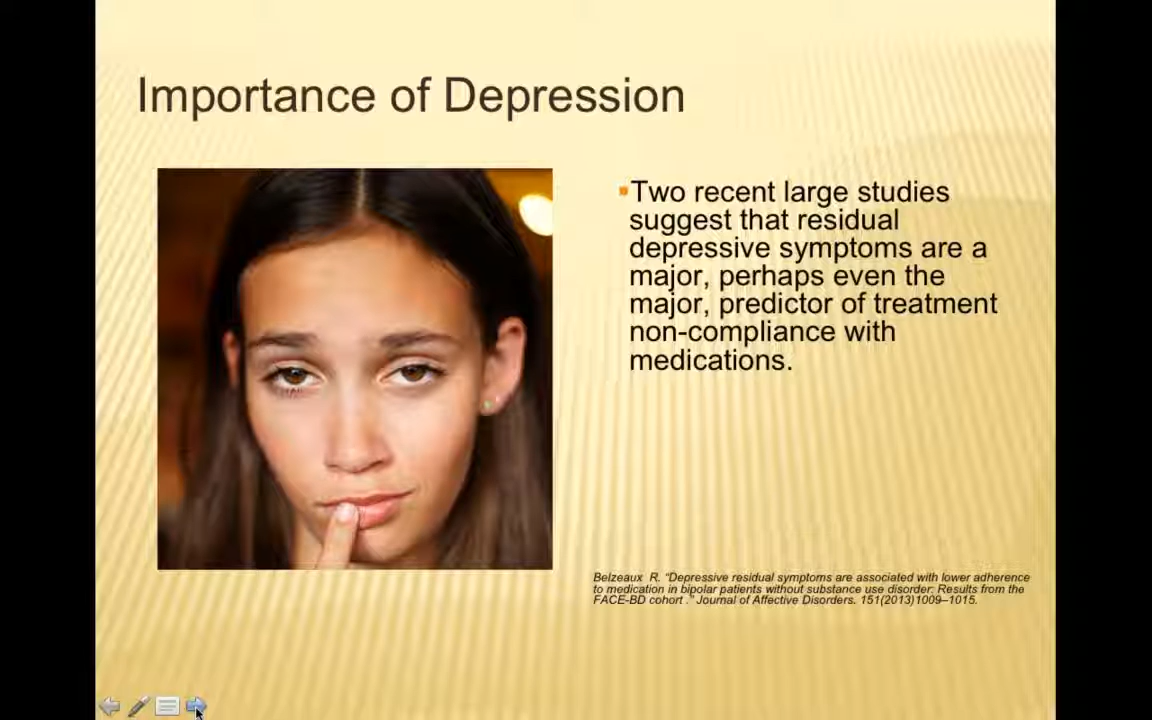 Importance of Depression
Two recent large studies
suggest that residual
depressive symptoms are a
major, perhaps even the
major, predictor of treatment
non-compliance with
medications.
Belzeaux R. “Depressive residual symptoms are associated with lower adherence
to medication in bipolar patients without substance use disorder: Results from the
FACE-BD cohort .” Journal of Affective Disorders. 151(2013)1009–1015.